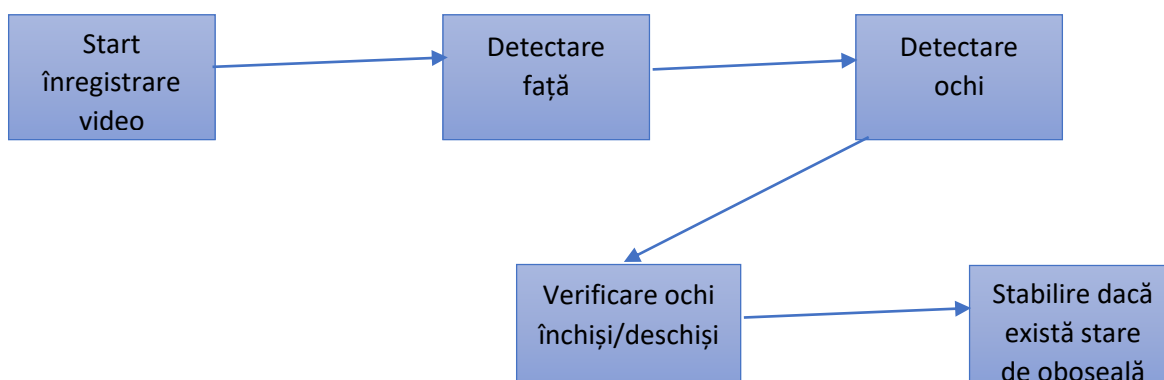 Start
înregistrare
video
Detectare
față
Detectare
ochi
Verificare ochi
închiși/deschiși
Stabilire dacă
există stare
de oboseală